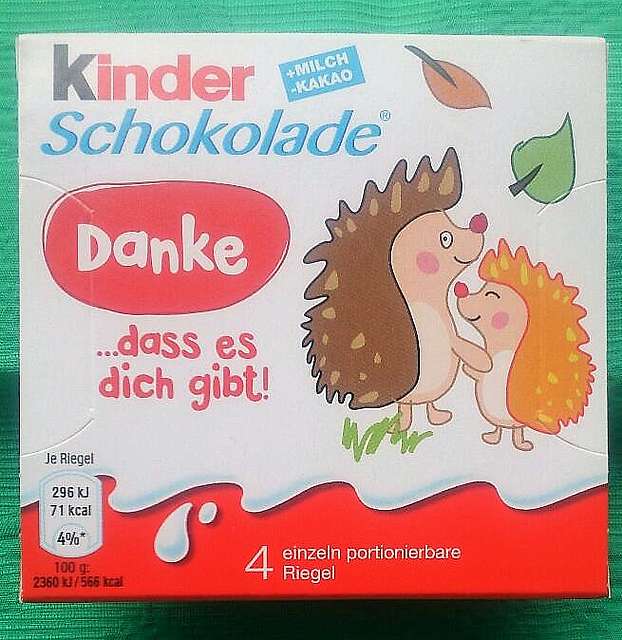 Kinder
+MILCH
-KAKAO
Schokolade®
Danke
...dass es
dich gibt!
Je Riegel
296 kJ
71 kcal
4%*
100 g:
2360 kJ / 566 kcal
4 einzeln portionierbare
Riegel